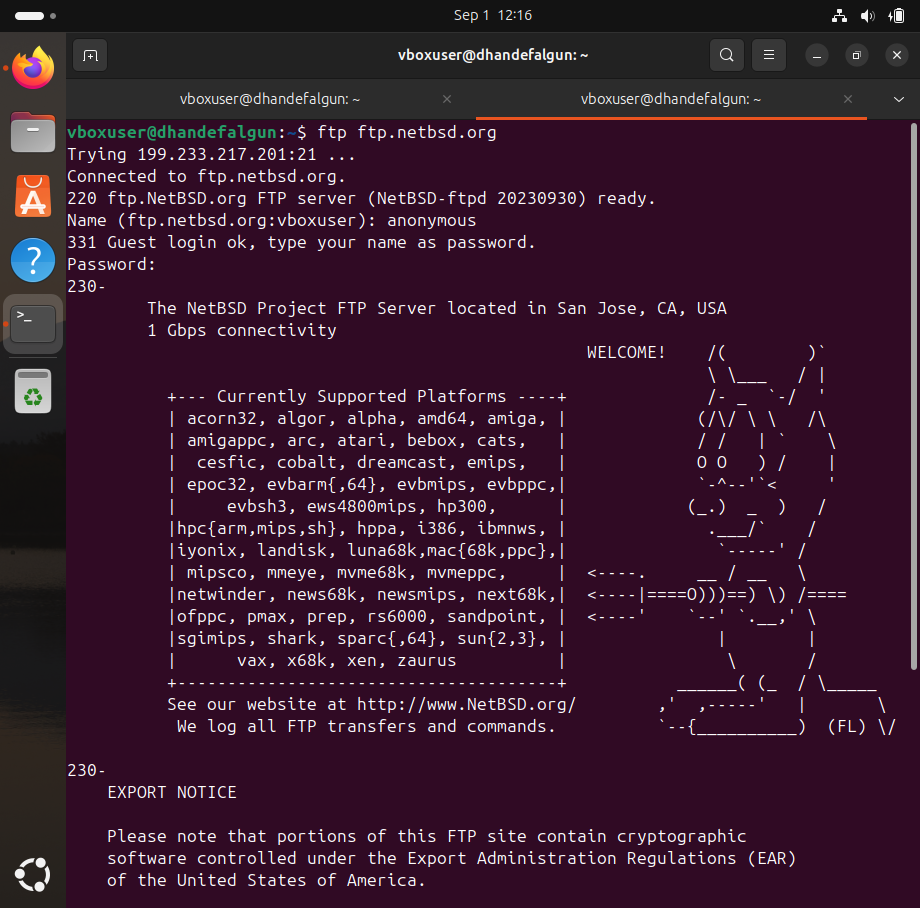 Sep 1 12:16
vboxuser@dhandefalgun: ~
vboxuser@dhandefalgun: ~
vboxuser@dhandefalgun: ~
vboxuser@dhandefalgun:~$ ftp ftp.netbsd.org
Trying 199.233.217.201:21 ...
Connected to ftp.netbsd.org.
220 ftp.NetBSD.org FTP server (NetBSD-ftpd 20230930) ready.
Name (ftp.netbsd.org:vboxuser): anonymous
331 Guest login ok, type your name as password.
Password:
230-
        The NetBSD Project FTP Server located in San Jose, CA, USA
        1 Gbps connectivity
                                                    WELCOME!    /(        )`
                                                                \ \___   / |
          +--- Currently Supported Platforms ----+              /- _  `-/  '
          | acorn32, algor, alpha, amd64, amiga, |             (/\/ \ \   /\
          | amigappc, arc, atari, bebox, cats,   |             / /   | `    \
          |  cesfic, cobalt, dreamcast, emips,   |             O O   ) /    |
          | epoc32, evbarm{,64}, evbmips, evbppc,|             `-^--'`<     '
          |     evbsh3, ews4800mips, hp300,      |            (_.)  _  )   /
          |hpc{arm,mips,sh}, hppa, i386, ibmnws, |              .___/`    /
          |iyonix, landisk, luna68k,mac{68k,ppc},|               `-----' /
          | mipsco, mmeye, mvme68k, mvmeppc,     |  <----.     __ / __   \
          |netwinder, news68k, newsmips, next68k,|  <----|====O)))==) \) /====
          |ofppc, pmax, prep, rs6000, sandpoint, |  <----'    `--' `.__,' \
          |sgimips, shark, sparc{,64}, sun{2,3}, |               |        |
          |      vax, x68k, xen, zaurus          |                \       /
          +--------------------------------------+           ______( (_  / \_____
          See our website at http://www.NetBSD.org/        ,'  ,-----'   |       \
           We log all FTP transfers and commands.          `--{__________)  (FL) \/
230-
    EXPORT NOTICE
    Please note that portions of this FTP site contain cryptographic
    software controlled under the Export Administration Regulations (EAR)
    of the United States of America.